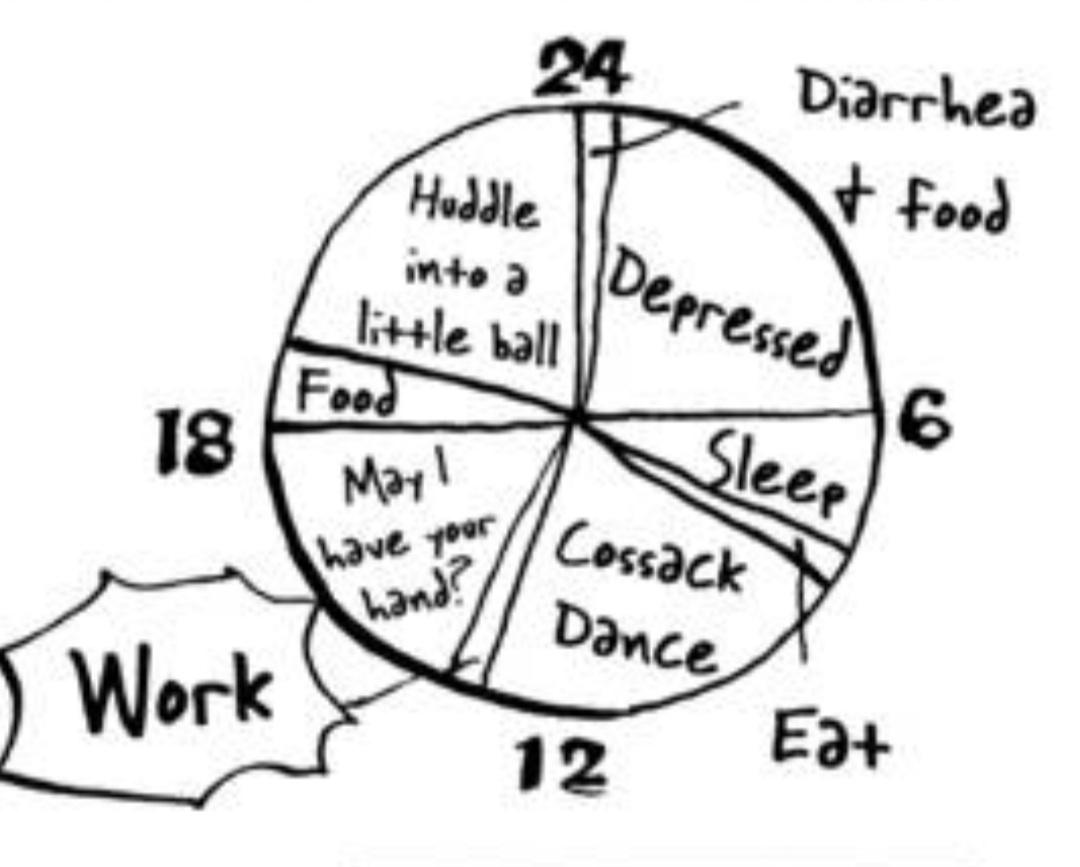 24
Diarrhea
+ food
Huddle
into a
little ball
Depressed
Food
18
6
Sleep
May I
have your
hand?
Cossack
Dance
Work
12
Eat